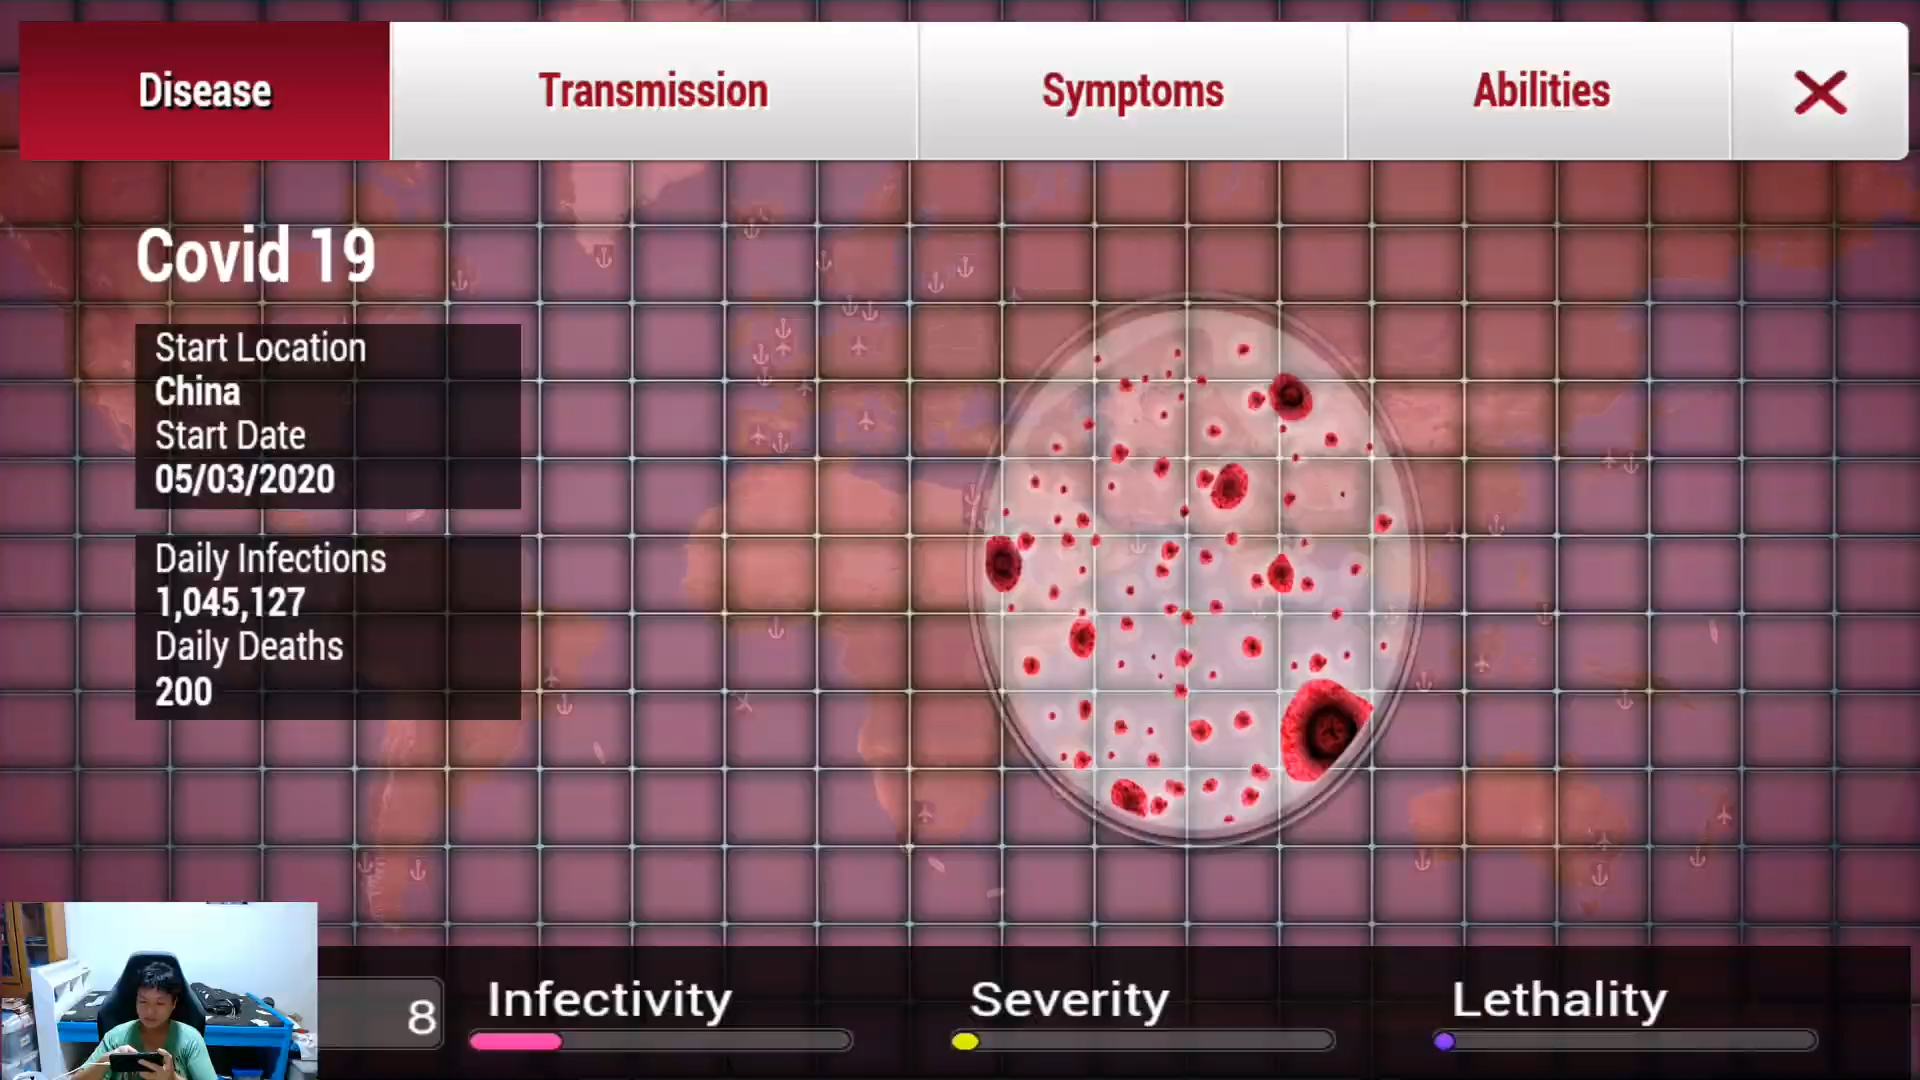 Disease
Transmission
Symptoms
Abilities
Covid 19
Start Location
China
Start Date
05/03/2020
Daily Infections
1,045,127
Daily Deaths
200
8
Infectivity
Severity
Lethality